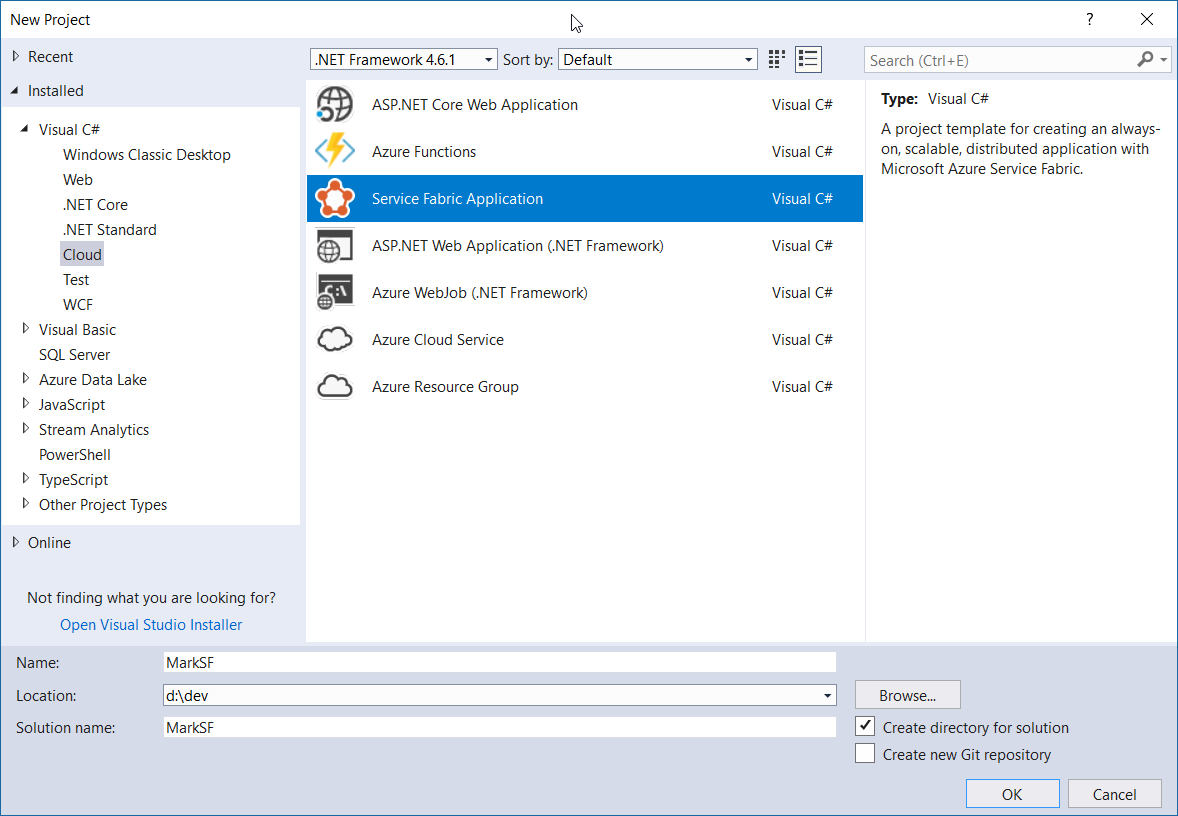 New Project
?
Recent
.NET Framework 4.6.1
Sort by:
Default
Search (Ctrl+E)
Installed
Visual C#
Windows Classic Desktop
Web
.NET Core
.NET Standard
Cloud
Test
WCF
Visual Basic
SQL Server
Azure Data Lake
JavaScript
Stream Analytics
PowerShell
TypeScript
Other Project Types
Online
Not finding what you are looking for?
Open Visual Studio Installer
ASP.NET Core Web Application Visual C#
Azure Functions Visual C#
Service Fabric Application Visual C#
ASP.NET Web Application (.NET Framework) Visual C#
C:\
Azure WebJob (.NET Framework) Visual C#
Azure Cloud Service Visual C#
Azure Resource Group Visual C#
Type: Visual C#
A project template for creating an always-
on, scalable, distributed application with
Microsoft Azure Service Fabric.
Name: MarkSF
Location: d:\dev
Browse...
Solution name: MarkSF
Create directory for solution
Create new Git repository
OK
Cancel